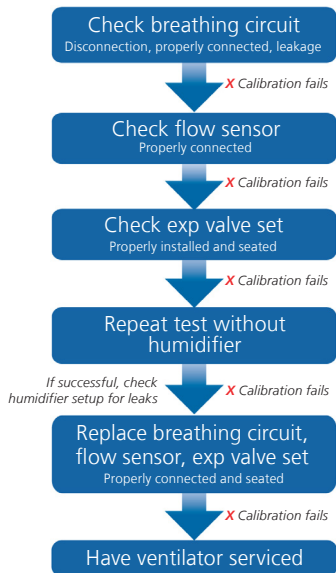 Check breathing circuit
Disconnection, properly connected, leakage
X Calibration fails
Check flow sensor
Properly connected
X Calibration fails
Check exp valve set
Properly installed and seated
X Calibration fails
Repeat test without
humidifier
If successful, check
humidifier setup for leaks
X Calibration fails
Replace breathing circuit,
flow sensor, exp valve set
Properly connected and seated
X Calibration fails
Have ventilator serviced